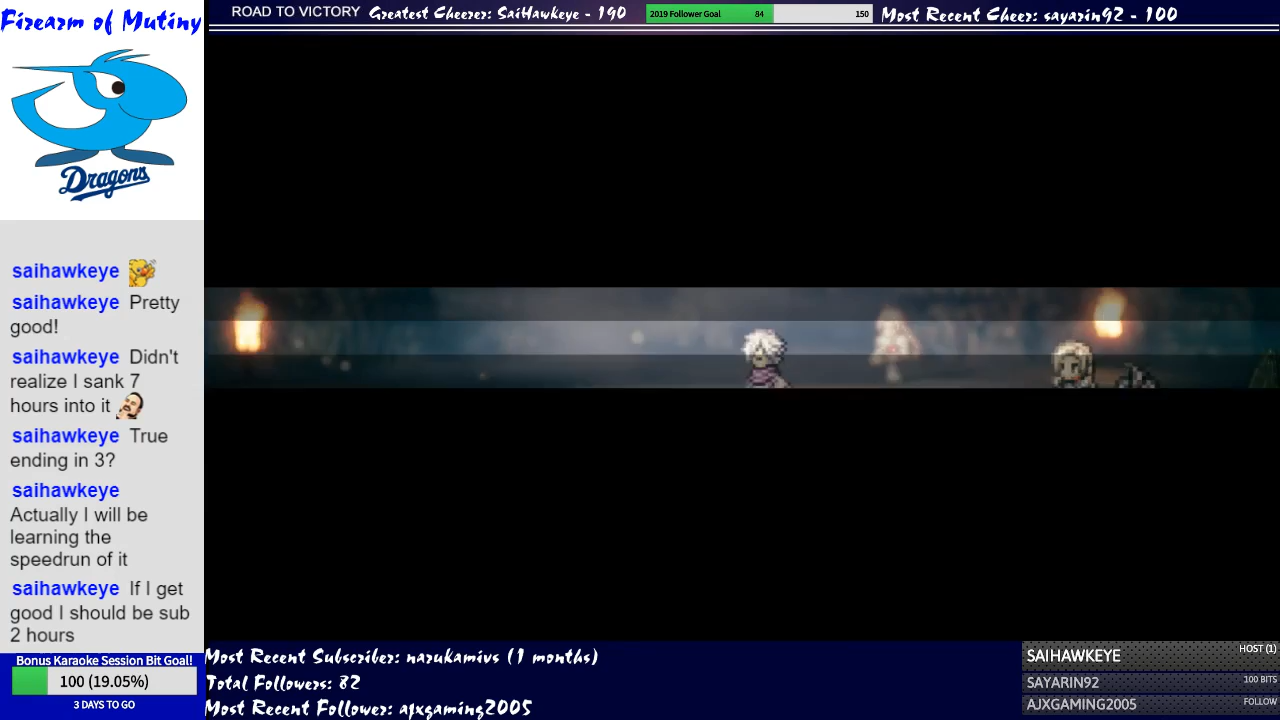 Firearm of Mutiny
Dragons
ROAD TO VICTORY
Greatest Cheerer: SaiHawkeye - 190
2019 Follower Goal 84 150
Most Recent Cheer: sayarin92 - 100
saihawkeye
saihawkeye Pretty
good!
saihawkeye Didn't
realize I sank 7
hours into it
saihawkeye True
ending in 3?
saihawkeye
Actually I will be
learning the
speedrun of it
saihawkeye If I get
good I should be sub
2 hours
Bonus Karaoke Session Bit Goal!
100 (19.05%)
3 DAYS TO GO
Most Recent Subscriber: narukamivs (1 months)
Total Followers: 82
Most Recent Follower: ajxgaming2005
SAIHAWKEYE HOST (1)
SAYARIN92 100 BITS
AJXGAMING2005 FOLLOW